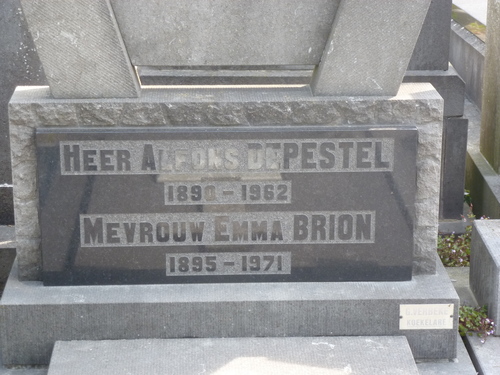 HEER ALFONS DEPESTEL
1890 - 1962
MEVROUW EMMA BRION
1895 - 1971